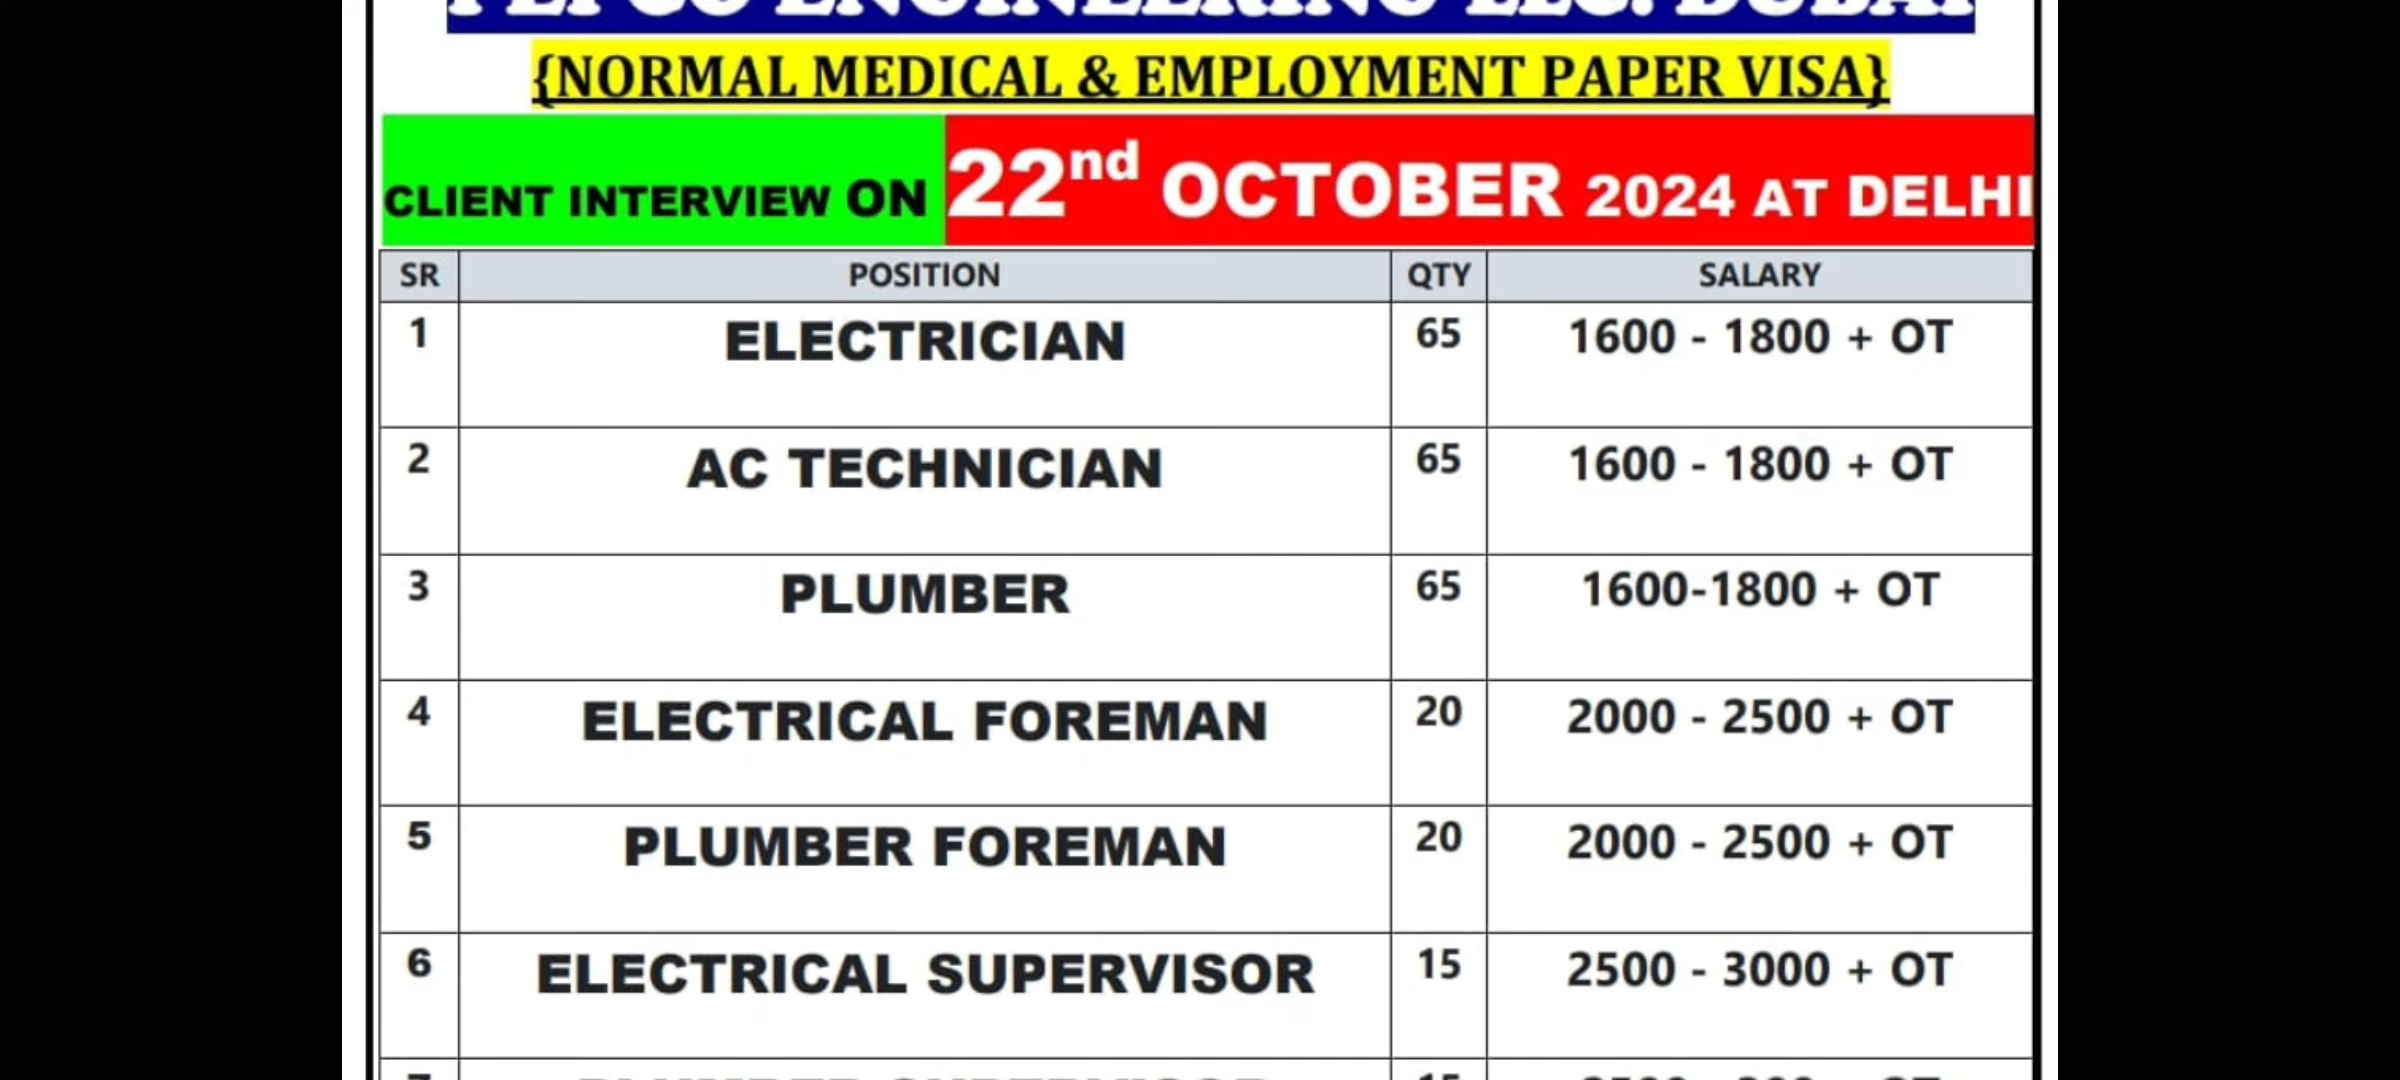 ENGINEERING LLC. DUBAI
{NORMAL MEDICAL & EMPLOYMENT PAPER VISA}
CLIENT INTERVIEW ON 22nd OCTOBER 2024 AT DELHI
SR POSITION QTY SALARY
1 ELECTRICIAN 65 1600 - 1800 + OT
2 AC TECHNICIAN 65 1600 - 1800 + OT
3 PLUMBER 65 1600-1800 + OT
4 ELECTRICAL FOREMAN 20 2000 - 2500 + OT
5 PLUMBER FOREMAN 20 2000 - 2500 + OT
6 ELECTRICAL SUPERVISOR 15 2500 - 3000 + OT